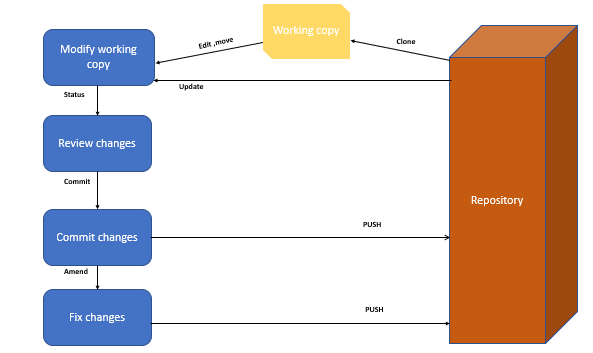 Working copy
Clone
Edit ,move
Modify working
copy
Update
Status
Review changes
Commit
Repository
Commit changes
PUSH
Amend
Fix changes
PUSH